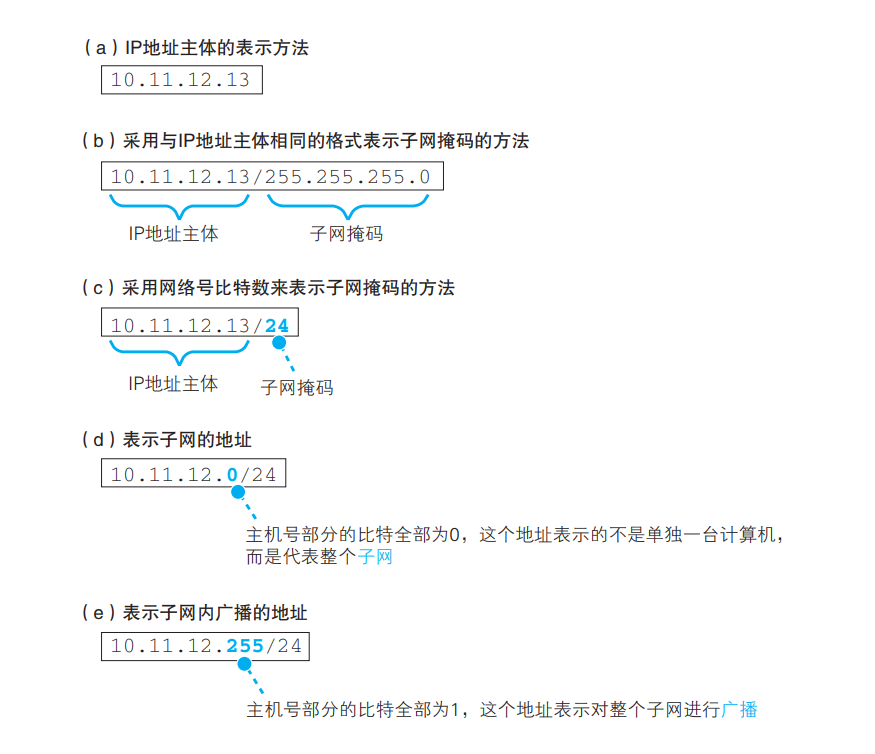 （a）IP地址主体的表示方法
10.11.12.13
（b）采用与IP地址主体相同的格式表示子网掩码的方法
10.11.12.13/255.255.255.0
IP地址主体 子网掩码
（c）采用网络号比特数来表示子网掩码的方法
10.11.12.13/24
IP地址主体 子网掩码
（d）表示子网的地址
10.11.12.0/24
主机号部分的比特全部为0，这个地址表示的不是单独一台计算机，
而是代表整个子网
（e）表示子网内广播的地址
10.11.12.255/24
主机号部分的比特全部为1，这个地址表示对整个子网进行广播